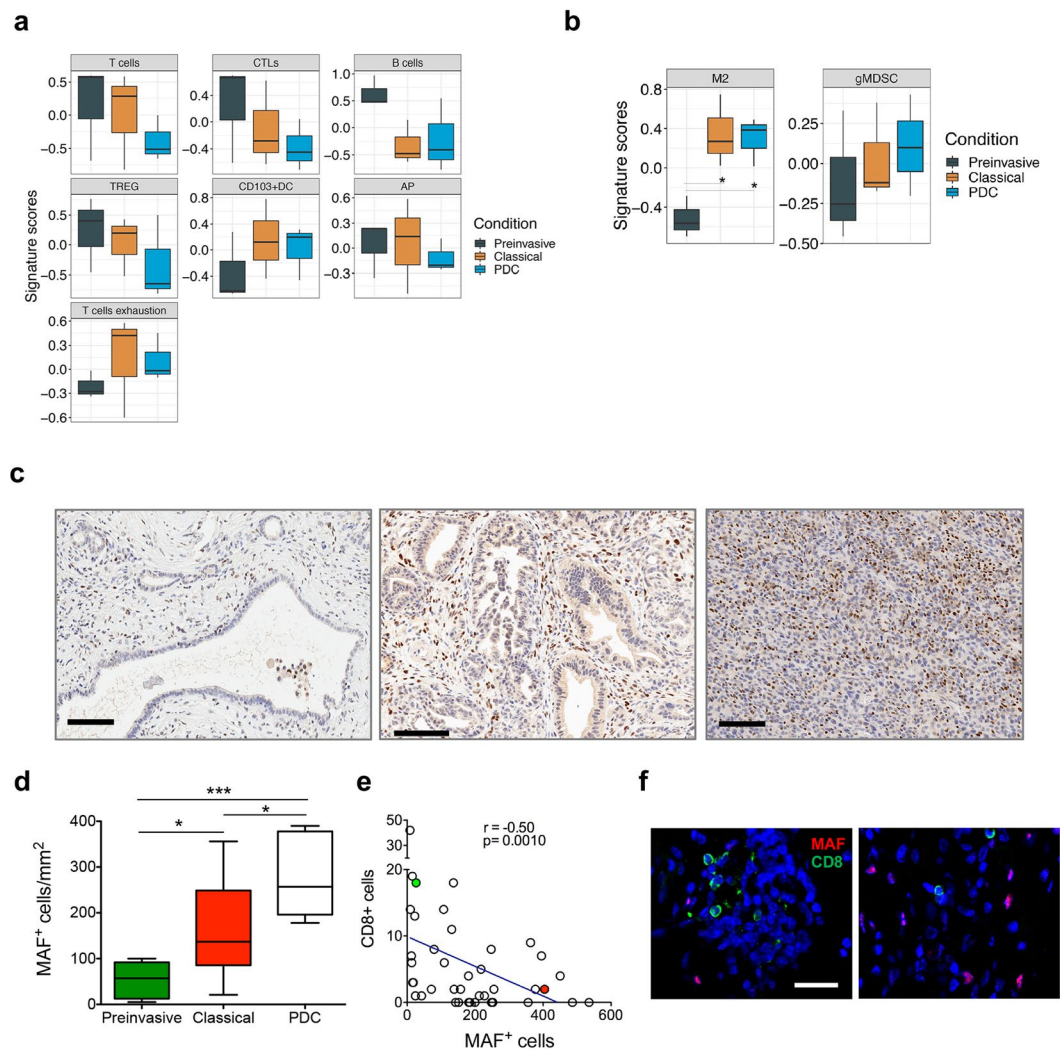 a
b
T cells
CTLs
B cells
0.5
0.0
−0.5
0.4
0.0
−0.4
1.0
0.5
0.0
−0.5
TREG
CD103+DC
AP
0.5
0.0
−0.5
0.8
0.4
0.0
−0.4
0.6
0.3
0.0
−0.3
T cells exhaustion
0.6
0.3
0.0
−0.3
−0.6
Signature scores
Condition
Preinvasive
Classical
PDC
M2
gMDSC
0.8
0.4
0.0
−0.4
* *
0.25
0.00
−0.25
−0.50
Signature scores
Condition
Preinvasive
Classical
PDC
c
d
***
* *
400
300
200
100
0
MAF+ cells/mm2
Preinvasive Classical PDC
e
r = -0.50
p= 0.0010
50
30
20
10
0
CD8+ cells
0 200 400 600
MAF+ cells
f
MAF
CD8